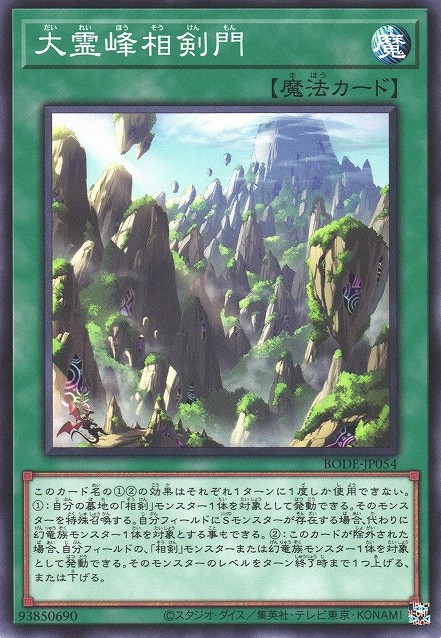 大霊峰相剣門
魔
【魔法カード】
BODE-JP054
このカード名の①②の効果はそれぞれ1ターンに1度しか使用できない。
①:自分の墓地の「相剣」モンスター1体を対象として発動できる。そのモン
スターを特殊召喚する。自分フィールドにSモンスターが存在する場合、代わりに
幻竜族モンスター1体を対象とする事もできる。②:このカードが除外された
場合、自分フィールドの、「相剣」モンスターまたは幻竜族モンスター1体を対象
として発動できる。そのモンスターのレベルをターン終了時まで1つ上げる、
または下げる。
93850690
©スタジオ・ダイス/集英社・テレビ東京・KONAMI